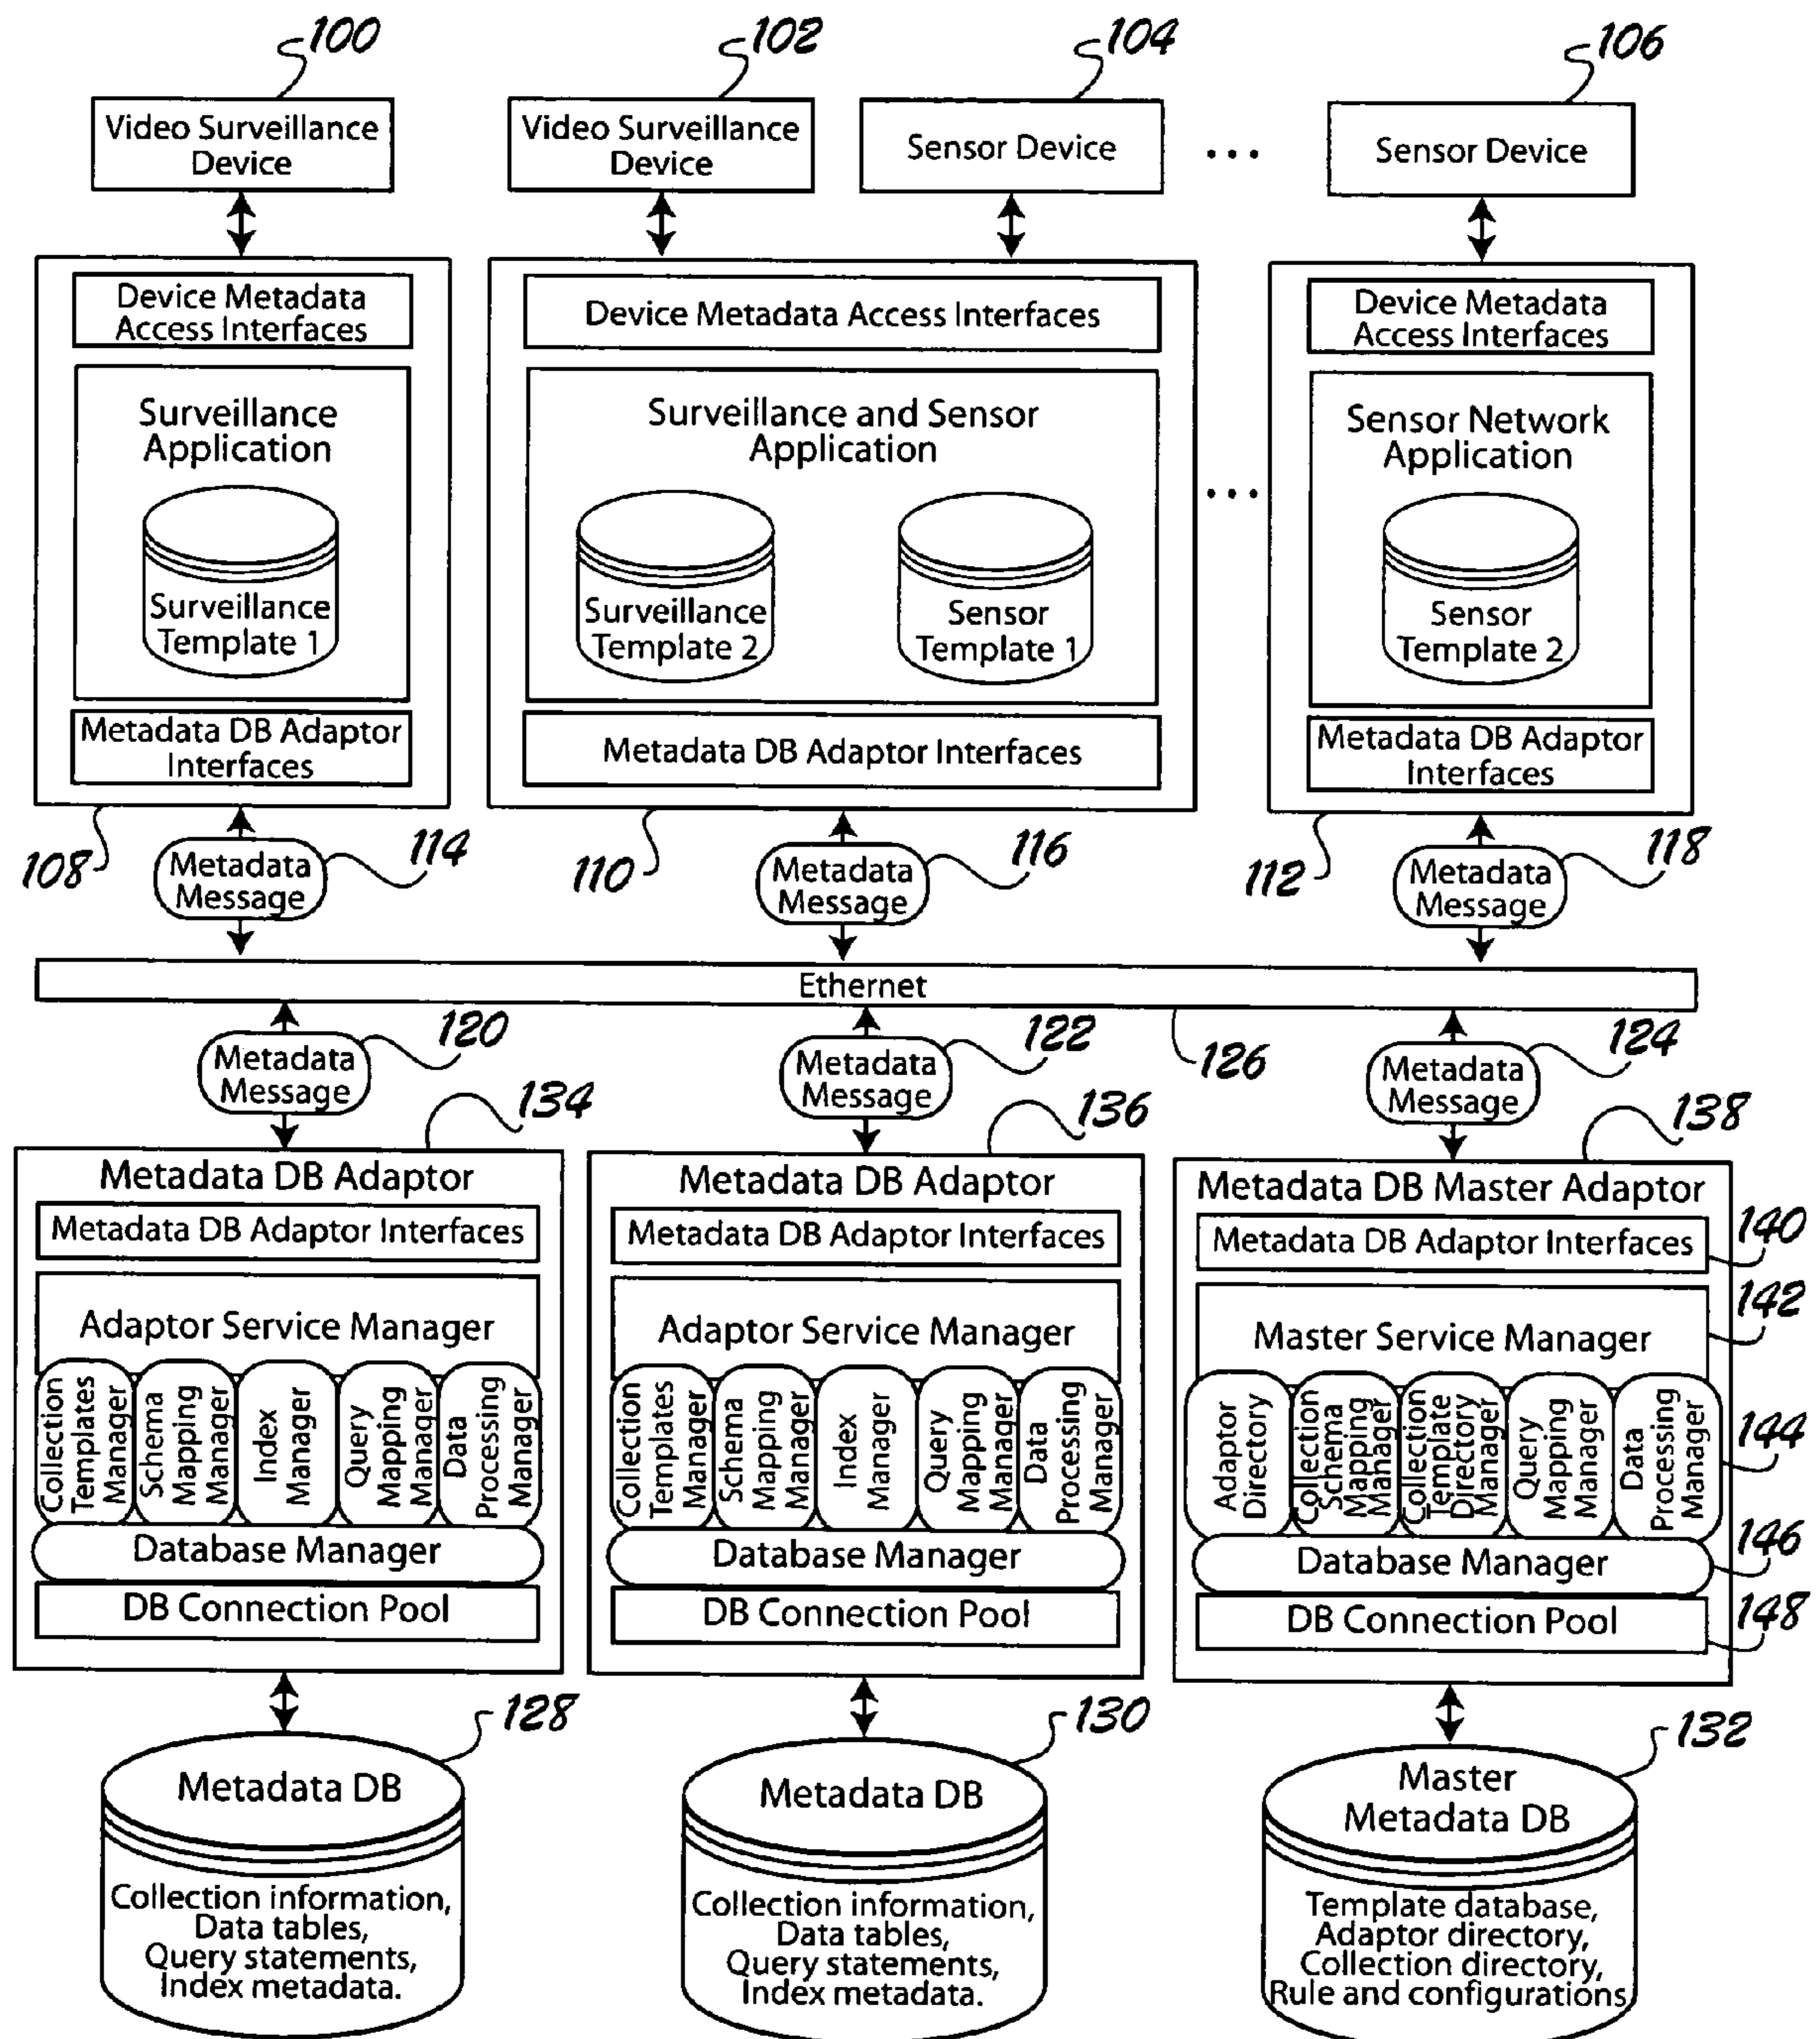 100
102
104
106
Video Surveillance
Device
Video Surveillance
Device
Sensor Device
...
Sensor Device
Device Metadata
Access Interfaces
Surveillance
Application
Surveillance
Template 1
Metadata DB Adaptor
Interfaces
Device Metadata Access Interfaces
Surveillance and Sensor
Application
Surveillance
Template 2
Sensor
Template 1
Metadata DB Adaptor Interfaces
...
Device Metadata
Access Interfaces
Sensor Network
Application
Sensor
Template 2
Metadata DB Adaptor
Interfaces
108
Metadata
Message
114
110
Metadata
Message
116
112
Metadata
Message
118
Ethernet
Metadata
Message
120
Metadata
Message
122
126
Metadata
Message
124
134
136
138
Metadata DB Adaptor
Metadata DB Adaptor Interfaces
Adaptor Service Manager
Collection
Templates
Manager
Schema
Mapping
Manager
Index
Manager
Query
Mapping
Manager
Data
Processing
Manager
Database Manager
DB Connection Pool
Metadata DB Adaptor
Metadata DB Adaptor Interfaces
Adaptor Service Manager
Collection
Templates
Manager
Schema
Mapping
Manager
Index
Manager
Query
Mapping
Manager
Data
Processing
Manager
Database Manager
DB Connection Pool
Metadata DB Master Adaptor
Metadata DB Adaptor Interfaces
140
Master Service Manager
142
Adaptor
Directory
Collection
Schema
Mapping
Manager
Collection
Template
Directory
Manager
Query
Mapping
Manager
Data
Processing
Manager
144
Database Manager
146
DB Connection Pool
148
128
Metadata DB
Collection information,
Data tables,
Query statements,
Index metadata.
130
Metadata DB
Collection information,
Data tables,
Query statements,
Index metadata.
132
Master
Metadata DB
Template database,
Adaptor directory,
Collection directory,
Rule and configurations